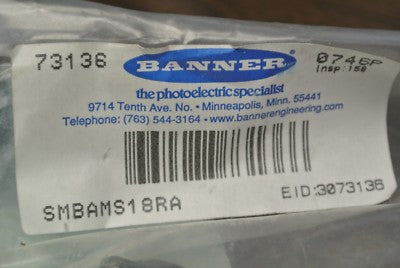 73136 BANNER 0746P
Insp:158
the photoelectric specialist
9714 Tenth Ave. No. • Minneapolis, Minn. 55441
Telephone: (763) 544-3164 • www.bannerengineering.com
SMBAMS18RA EID:3073136